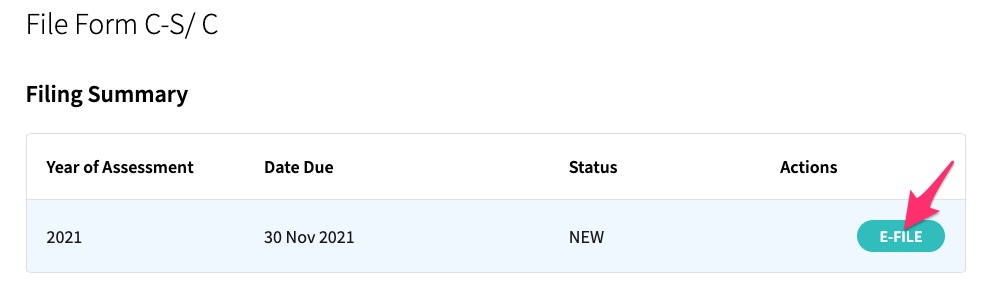 File Form C-S/ C
Filing Summary
Year of Assessment Date Due Status Actions
2021 30 Nov 2021 NEW E-FILE